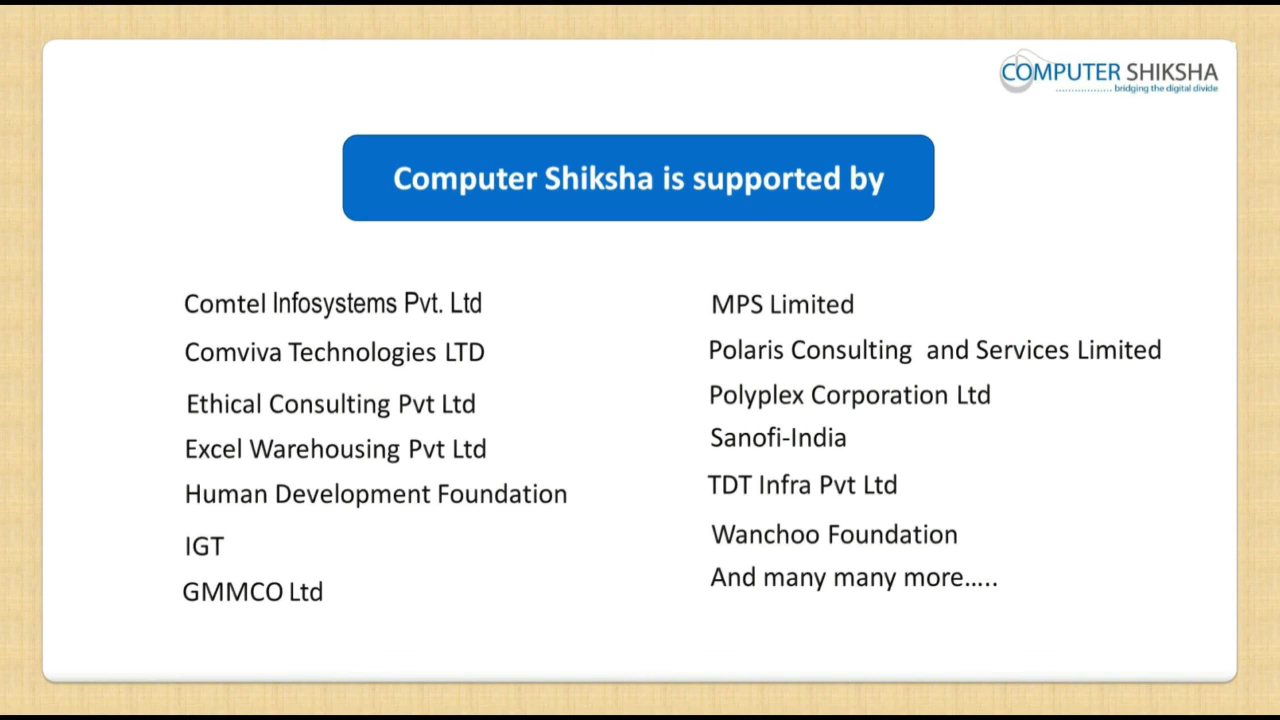 COMPUTER SHIKSHA
..................bridging the digital divide
Computer Shiksha is supported by
Comtel Infosystems Pvt. Ltd
Comviva Technologies LTD
Ethical Consulting Pvt Ltd
Excel Warehousing Pvt Ltd
Human Development Foundation
IGT
GMMCO Ltd
MPS Limited
Polaris Consulting  and Services Limited
Polyplex Corporation Ltd
Sanofi-India
TDT Infra Pvt Ltd
Wanchoo Foundation
And many many more…..